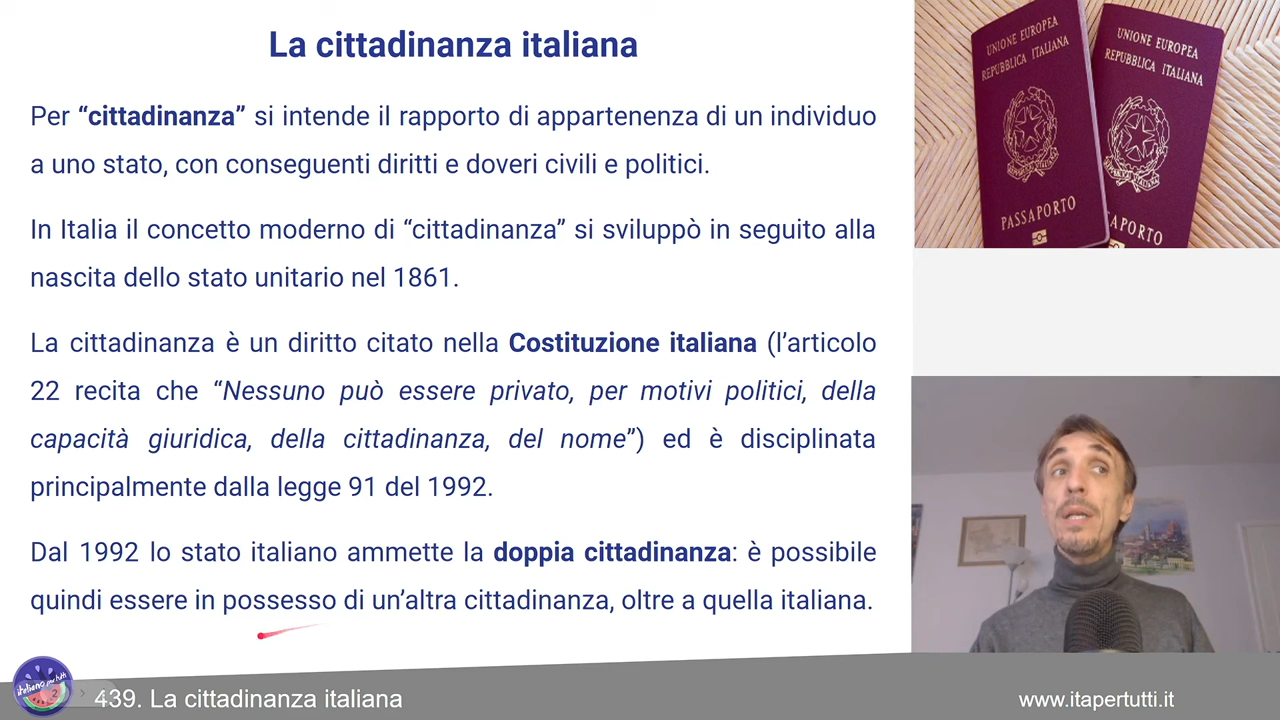 La cittadinanza italiana
Per “cittadinanza” si intende il rapporto di appartenenza di un individuo
a uno stato, con conseguenti diritti e doveri civili e politici.
In Italia il concetto moderno di “cittadinanza” si sviluppò in seguito alla
nascita dello stato unitario nel 1861.
La cittadinanza è un diritto citato nella Costituzione italiana (l’articolo
22 recita che “Nessuno può essere privato, per motivi politici, della
capacità giuridica, della cittadinanza, del nome”) ed è disciplinata
principalmente dalla legge 91 del 1992.
Dal 1992 lo stato italiano ammette la doppia cittadinanza: è possibile
quindi essere in possesso di un’altra cittadinanza, oltre a quella italiana.
UNIONE EUROPEA
REPUBBLICA ITALIANA
PASSAPORTO
UNIONE EUROPEA
REPUBBLICA ITALIANA
APORTO
italiano per tutti
2
439. La cittadinanza italiana
www.itapertutti.it